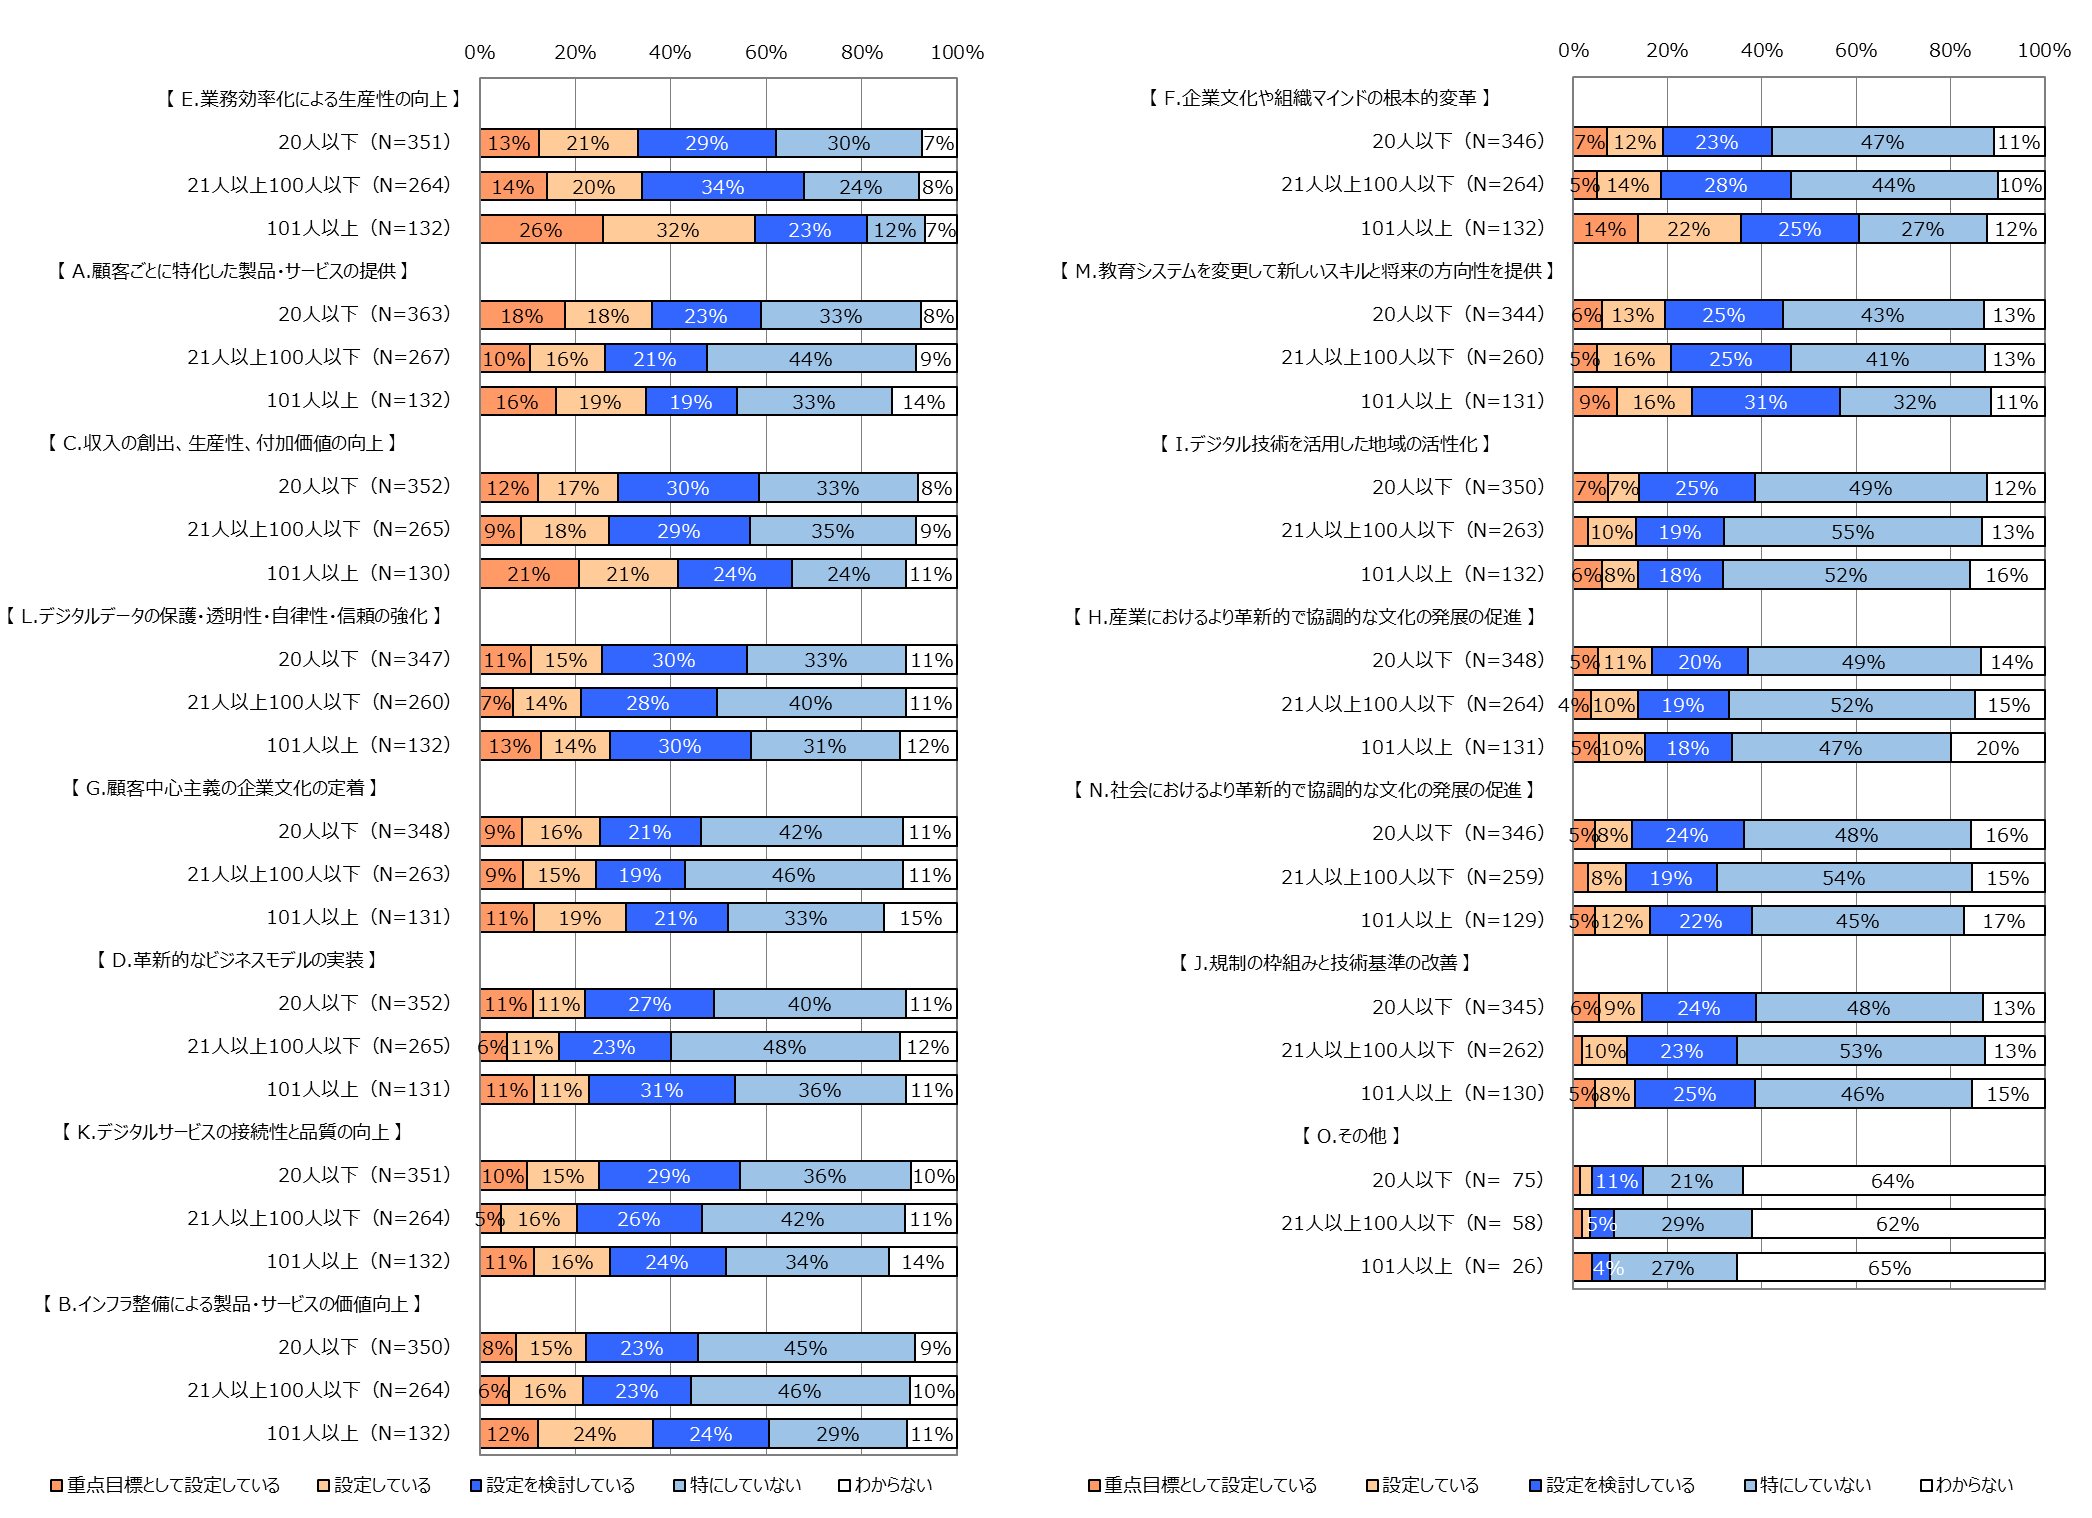 0% 20% 40% 60% 80% 100%
【 E.業務効率化による生産性の向上 】
20人以下（N=351） 13% 21% 29% 30% 7%
21人以上100人以下（N=264） 14% 20% 34% 24% 8%
101人以上（N=132） 26% 32% 23% 12% 7%
【 A.顧客ごとに特化した製品・サービスの提供 】
20人以下（N=363） 18% 18% 23% 33% 8%
21人以上100人以下（N=267） 10% 16% 21% 44% 9%
101人以上（N=132） 16% 19% 19% 33% 14%
【 C.収入の創出、生産性、付加価値の向上 】
20人以下（N=352） 12% 17% 30% 33% 8%
21人以上100人以下（N=265） 9% 18% 29% 35% 9%
101人以上（N=130） 21% 21% 24% 24% 11%
【 L.デジタルデータの保護・透明性・自律性・信頼の強化 】
20人以下（N=347） 11% 15% 30% 33% 11%
21人以上100人以下（N=260） 7% 14% 28% 40% 11%
101人以上（N=132） 13% 14% 30% 31% 12%
【 G.顧客中心主義の企業文化の定着 】
20人以下（N=348） 9% 16% 21% 42% 11%
21人以上100人以下（N=263） 9% 15% 19% 46% 11%
101人以上（N=131） 11% 19% 21% 33% 15%
【 D.革新的なビジネスモデルの実装 】
20人以下（N=352） 11% 11% 27% 40% 11%
21人以上100人以下（N=265） 6% 11% 23% 48% 12%
101人以上（N=131） 11% 11% 31% 36% 11%
【 K.デジタルサービスの接続性と品質の向上 】
20人以下（N=351） 10% 15% 29% 36% 10%
21人以上100人以下（N=264） 5% 16% 26% 42% 11%
101人以上（N=132） 11% 16% 24% 34% 14%
【 B.インフラ整備による製品・サービスの価値向上 】
20人以下（N=350） 8% 15% 23% 45% 9%
21人以上100人以下（N=264） 6% 16% 23% 46% 10%
101人以上（N=132） 12% 24% 24% 29% 11%
重点目標として設定している 設定している 設定を検討している 特にしていない わからない
0% 20% 40% 60% 80% 100%
【 F.企業文化や組織マインドの根本的変革 】
20人以下（N=346） 7% 12% 23% 47% 11%
21人以上100人以下（N=264） 5% 14% 28% 44% 10%
101人以上（N=132） 14% 22% 25% 27% 12%
【 M.教育システムを変更して新しいスキルと将来の方向性を提供 】
20人以下（N=344） 6% 13% 25% 43% 13%
21人以上100人以下（N=260） 5% 16% 25% 41% 13%
101人以上（N=131） 9% 16% 31% 32% 11%
【 I.デジタル技術を活用した地域の活性化 】
20人以下（N=350） 7% 7% 25% 49% 12%
21人以上100人以下（N=263） 10% 19% 55% 13%
101人以上（N=132） 6% 8% 18% 52% 16%
【 H.産業におけるより革新的で協調的な文化の発展の促進 】
20人以下（N=348） 5% 11% 20% 49% 14%
21人以上100人以下（N=264） 4% 10% 19% 52% 15%
101人以上（N=131） 5% 10% 18% 47% 20%
【 N.社会におけるより革新的で協調的な文化の発展の促進 】
20人以下（N=346） 5% 8% 24% 48% 16%
21人以上100人以下（N=259） 8% 19% 54% 15%
101人以上（N=129） 5% 12% 22% 45% 17%
【 J.規制の枠組みと技術基準の改善 】
20人以下（N=345） 6% 9% 24% 48% 13%
21人以上100人以下（N=262） 10% 23% 53% 13%
101人以上（N=130） 5% 8% 25% 46% 15%
【 O.その他 】
20人以下（N= 75） 11% 21% 64%
21人以上100人以下（N= 58） 5% 29% 62%
101人以上（N= 26） 4% 27% 65%
重点目標として設定している 設定している 設定を検討している 特にしていない わからない